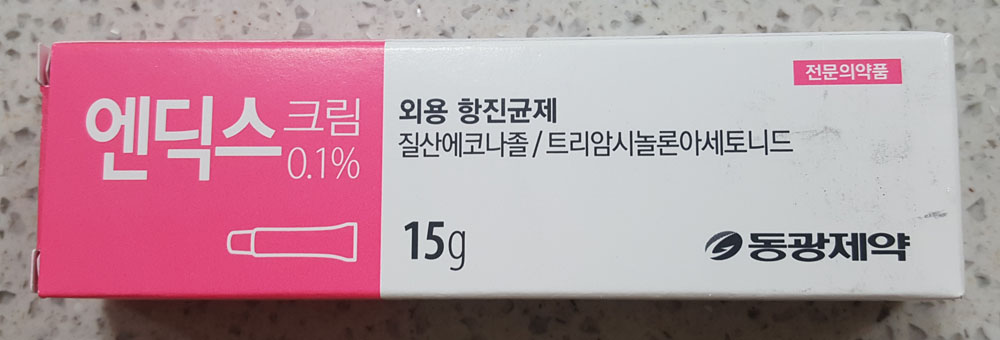 엔딕스 크림
0.1%
전문의약품
외용 항진균제
질산에코나졸/트리암시놀론아세토니드
15g
동광제약